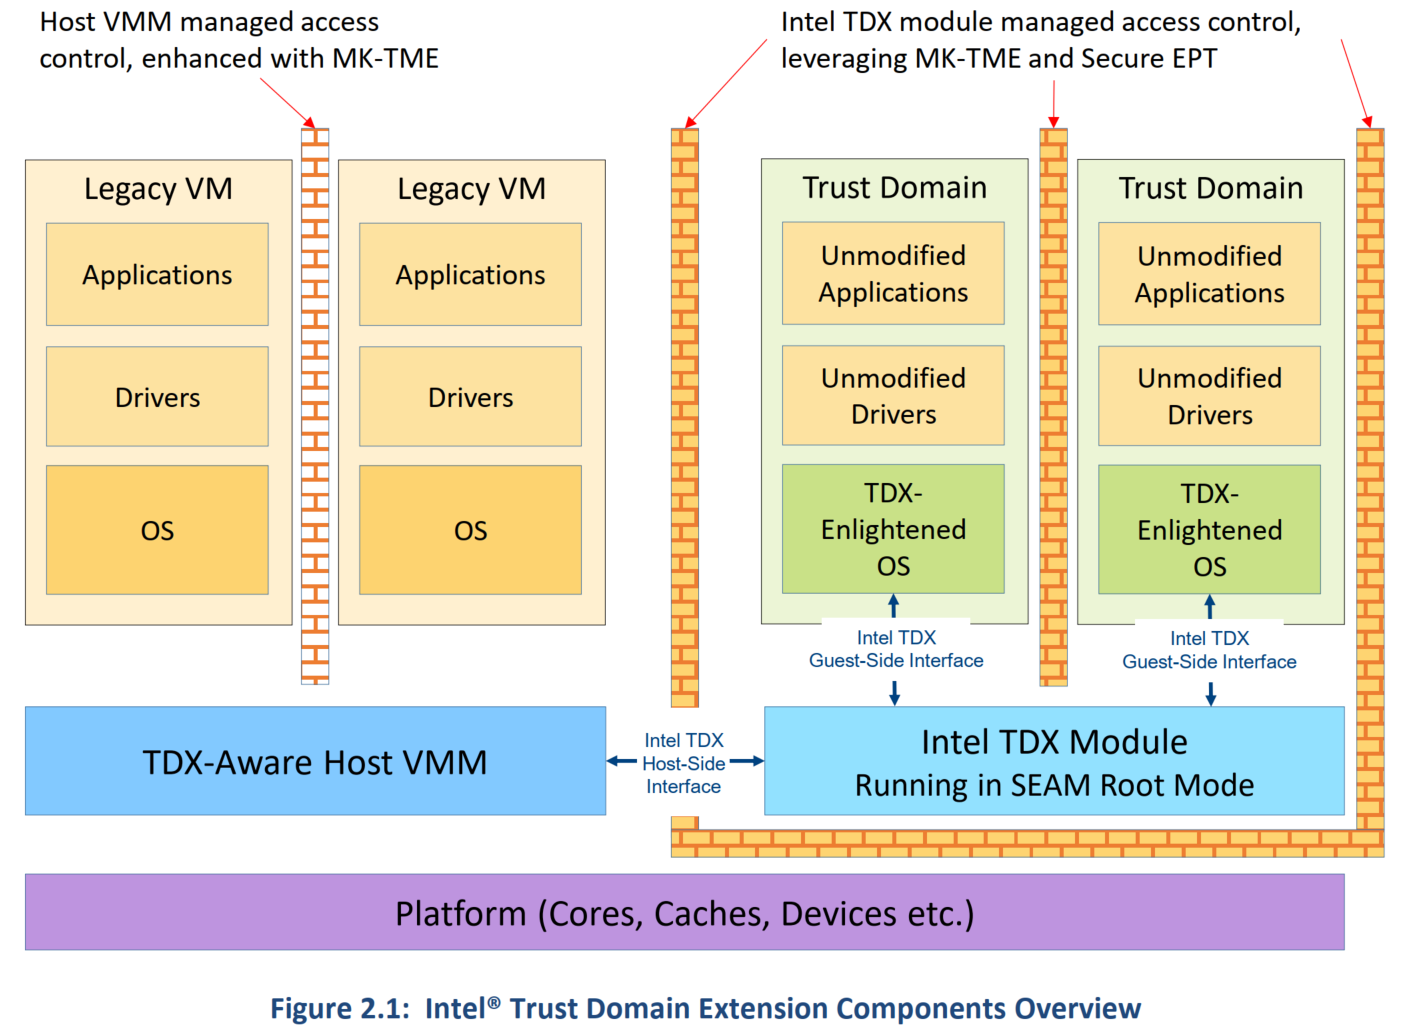 Host VMM managed access
control, enhanced with MK-TME
Intel TDX module managed access control,
leveraging MK-TME and Secure EPT
Legacy VM
Applications
Drivers
OS
Legacy VM
Applications
Drivers
OS
Trust Domain
Unmodified
Applications
Unmodified
Drivers
TDX-
Enlightened
OS
Intel TDX
Guest-Side Interface
Trust Domain
Unmodified
Applications
Unmodified
Drivers
TDX-
Enlightened
OS
Intel TDX
Guest-Side Interface
TDX-Aware Host VMM
Intel TDX
Host-Side
Interface
Intel TDX Module
Running in SEAM Root Mode
Platform (Cores, Caches, Devices etc.)
Figure 2.1: Intel® Trust Domain Extension Components Overview